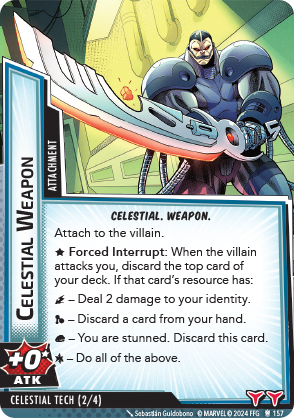 CELESTIAL WEAPON
ATTACHMENT
CELESTIAL. WEAPON.
Attach to the villain.
★ Forced Interrupt: When the villain
attacks you, discard the top card of
your deck. If that card's resource has:
– Deal 2 damage to your identity.
– Discard a card from your hand.
– You are stunned. Discard this card.
– Do all of the above.
+0
ATK
CELESTIAL TECH (2/4)
Sebastián Guidobono © MARVEL © 2024 FFG 157